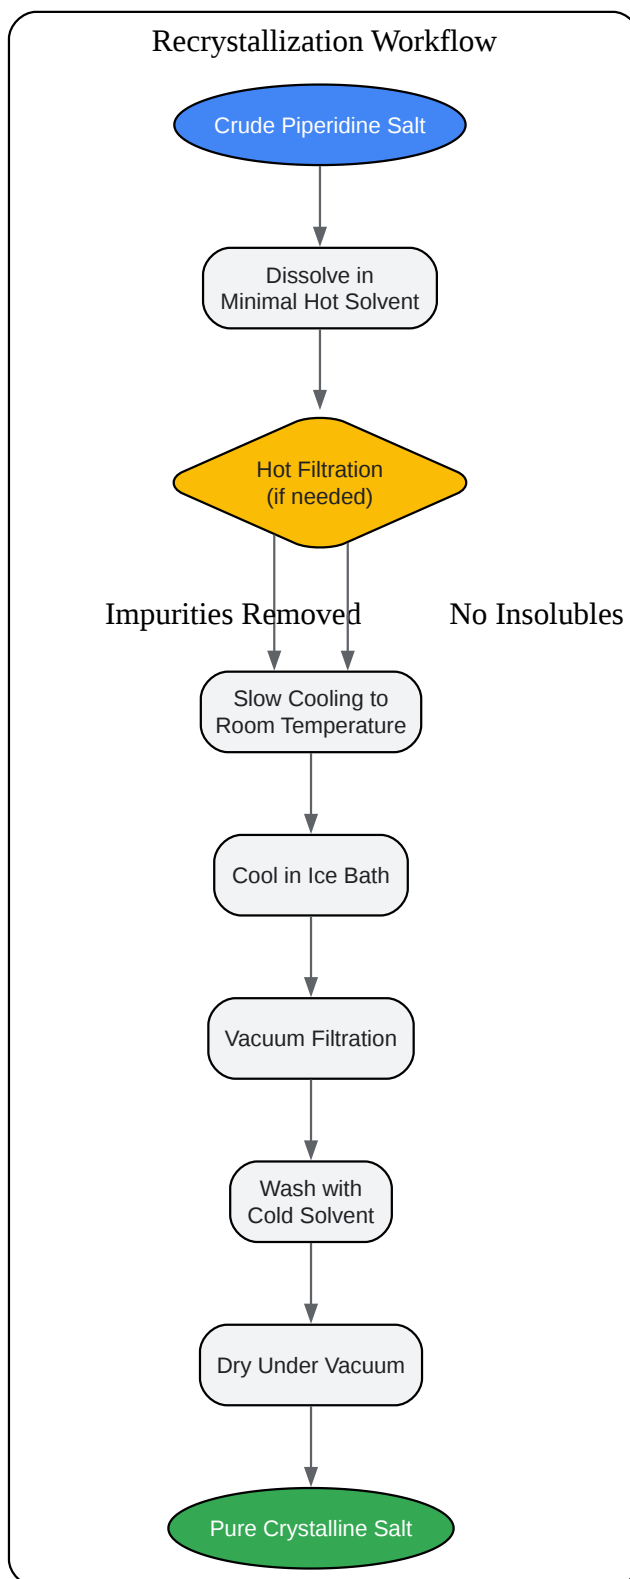 Recrystallization Workflow
Crude Piperidine Salt
Dissolve in
Minimal Hot Solvent
Hot Filtration
(if needed)
Impurities Removed
No Insolubles
Slow Cooling to
Room Temperature
Cool in Ice Bath
Vacuum Filtration
Wash with
Cold Solvent
Dry Under Vacuum
Pure Crystalline Salt